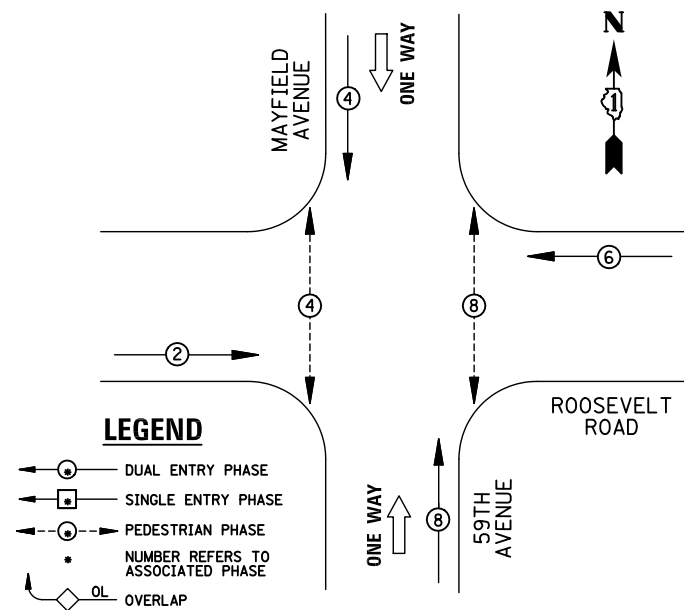 MAYFIELD
AVENUE
4
ONE WAY
N
1
4
8
6
2
ROOSEVELT
ROAD
ONE WAY
8
59TH
AVENUE
LEGEND
* DUAL ENTRY PHASE
* SINGLE ENTRY PHASE
* PEDESTRIAN PHASE
* NUMBER REFERS TO
ASSOCIATED PHASE
OL OVERLAP